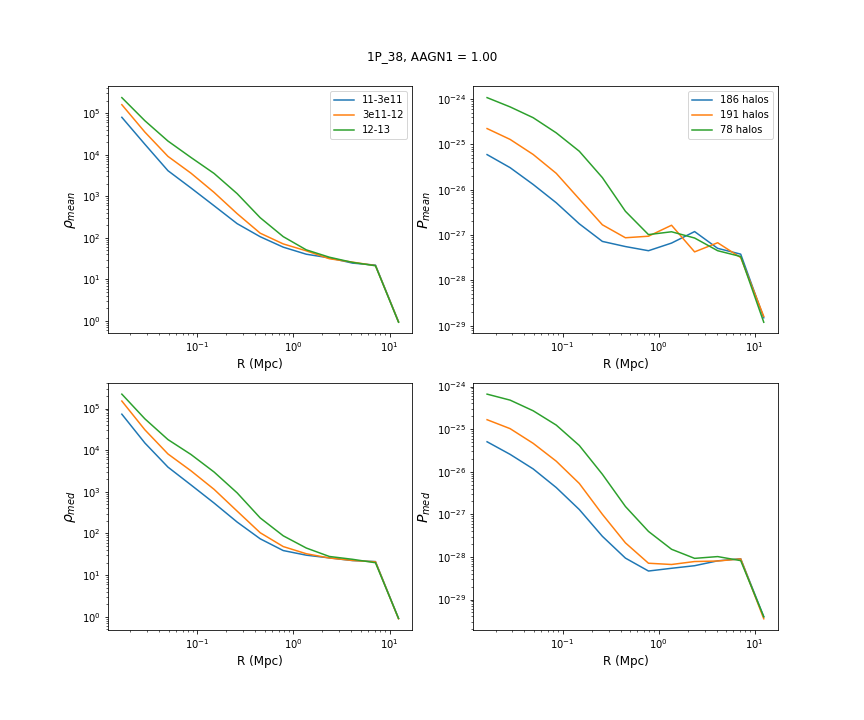 1P_38, AAGN1 = 1.00
11-3e11
3e11-12
12-13
10⁵
10⁴
10³
10²
10¹
10⁰
ρmean
10⁻¹ 10⁰ 10¹
R (Mpc)
186 halos
191 halos
78 halos
10⁻²⁴
10⁻²⁵
10⁻²⁶
10⁻²⁷
10⁻²⁸
10⁻²⁹
Pmean
10⁻¹ 10⁰ 10¹
R (Mpc)
10⁵
10⁴
10³
10²
10¹
10⁰
ρmed
10⁻¹ 10⁰ 10¹
R (Mpc)
10⁻²⁴
10⁻²⁵
10⁻²⁶
10⁻²⁷
10⁻²⁸
10⁻²⁹
Pmed
10⁻¹ 10⁰ 10¹
R (Mpc)